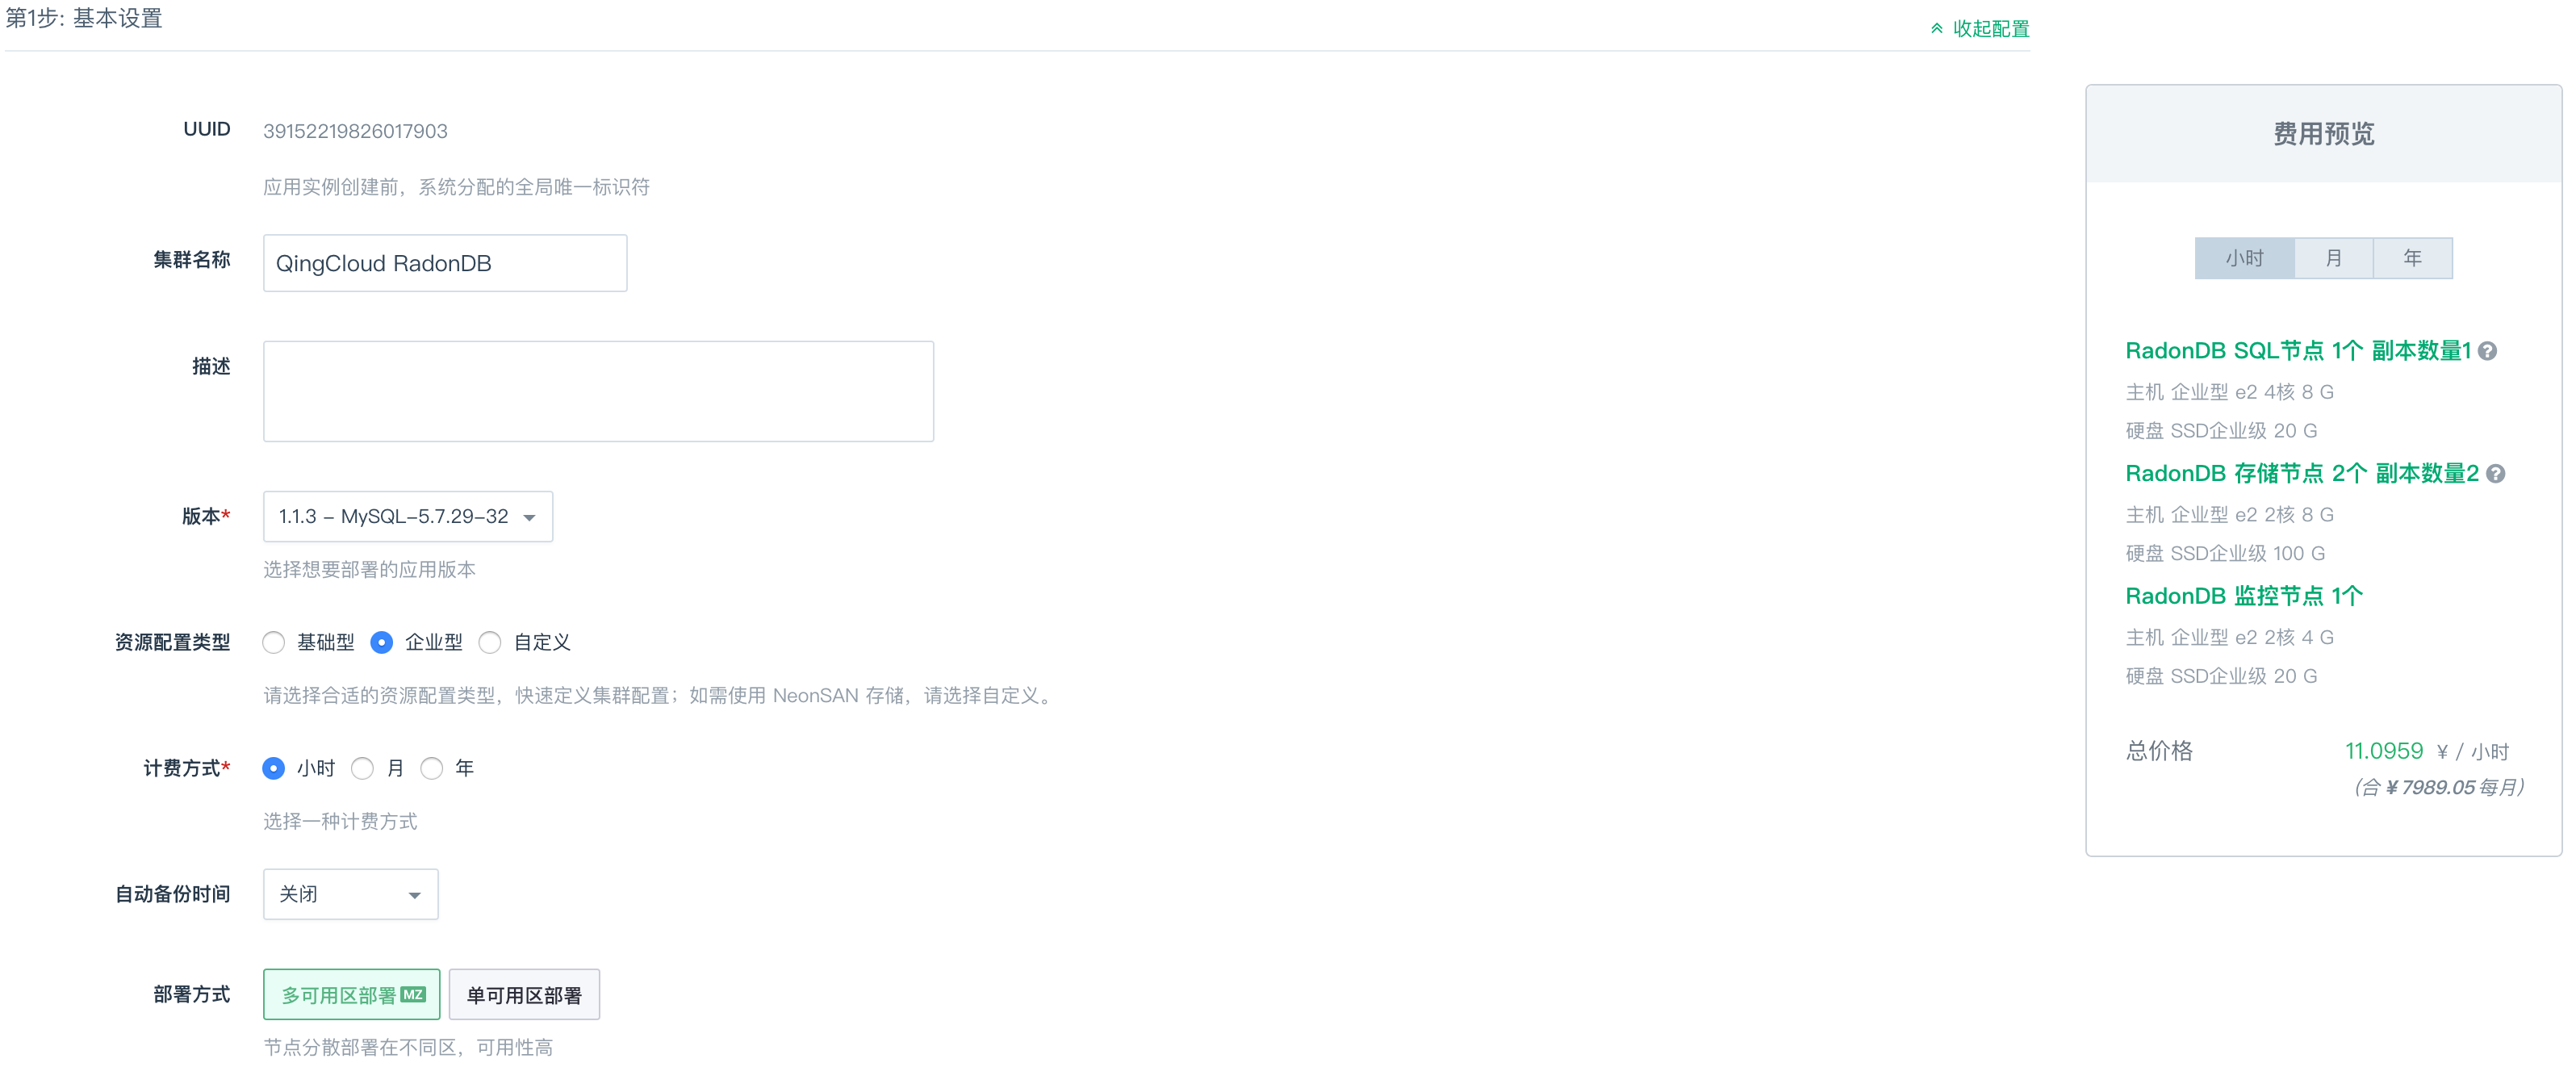 第1步: 基本设置
收起配置
UUID
39152219826017903
应用实例创建前，系统分配的全局唯一标识符
集群名称
QingCloud RadonDB
描述
版本*
1.1.3 – MySQL–5.7.29–32
选择想要部署的应用版本
资源配置类型
基础型 企业型 自定义
请选择合适的资源配置类型，快速定义集群配置；如需使用 NeonSAN 存储，请选择自定义。
计费方式*
小时 月 年
选择一种计费方式
自动备份时间
关闭
部署方式
多可用区部署 MZ 单可用区部署
节点分散部署在不同区，可用性高
费用预览
小时 月 年
RadonDB SQL节点 1个 副本数量1 ?
主机 企业型 e2 4核 8 G
硬盘 SSD企业级 20 G
RadonDB 存储节点 2个 副本数量2 ?
主机 企业型 e2 2核 8 G
硬盘 SSD企业级 100 G
RadonDB 监控节点 1个
主机 企业型 e2 2核 4 G
硬盘 SSD企业级 20 G
总价格 11.0959 ¥ / 小时
(合 ¥ 7989.05 每月)